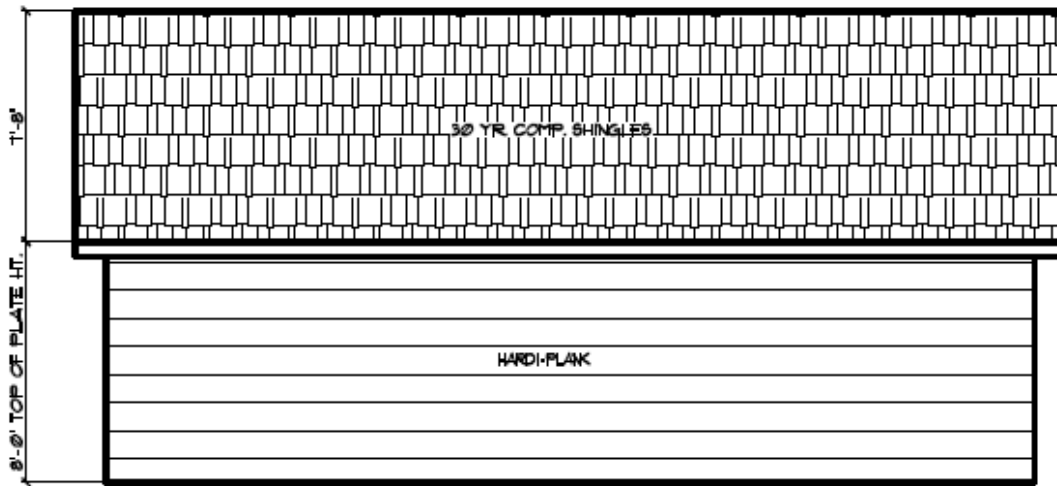 7'-8"
30 YR. COMP. SHINGLES
8'-0" TOP OF PLATE HT.
HARDI-PLANK